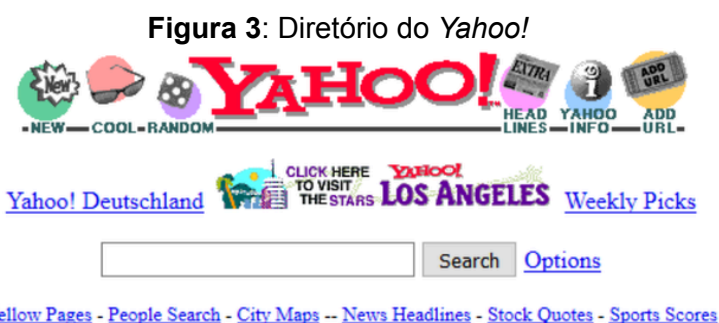 Figura 3: Diretório do Yahoo!
New!
EXTRA
i
ADD URL
YAHOO!
NEW COOL RANDOM HEAD LINES YAHOO INFO ADD URL
Yahoo! Deutschland CLICK HERE TO VISIT THE STARS YAHOO! LOS ANGELES Weekly Picks
Search Options
ellow Pages - People Search - City Maps -- News Headlines - Stock Quotes - Sports Scores